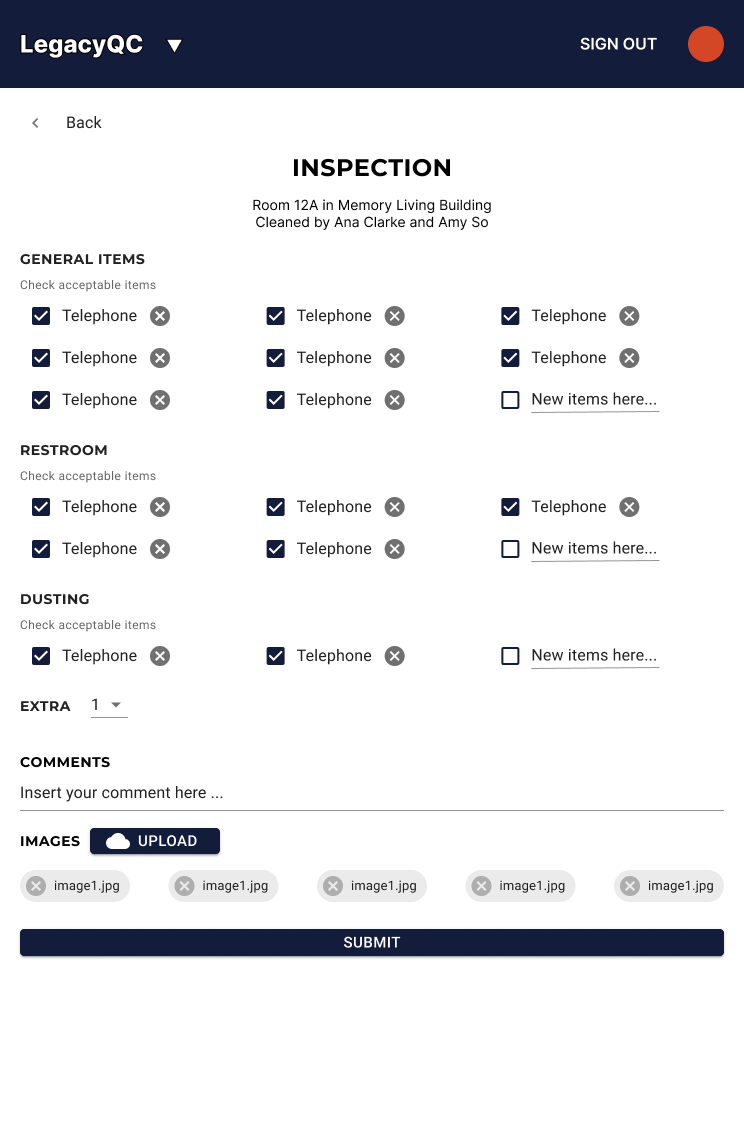 LegacyQC ▼ SIGN OUT
Back
INSPECTION
Room 12A in Memory Living Building
Cleaned by Ana Clarke and Amy So
GENERAL ITEMS
Check acceptable items
Telephone Telephone Telephone
Telephone Telephone Telephone
Telephone Telephone New items here...
RESTROOM
Check acceptable items
Telephone Telephone Telephone
Telephone Telephone New items here...
DUSTING
Check acceptable items
Telephone Telephone New items here...
EXTRA 1
COMMENTS
Insert your comment here ...
IMAGES UPLOAD
image1.jpg image1.jpg image1.jpg image1.jpg image1.jpg
SUBMIT